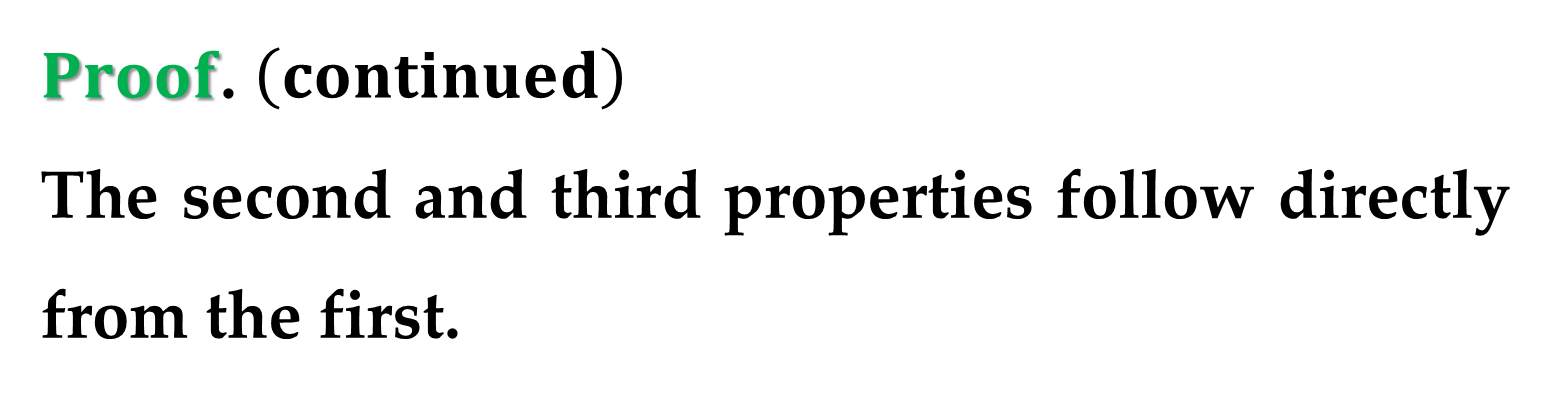 Proof. (continued)
The second and third properties follow directly
from the first.